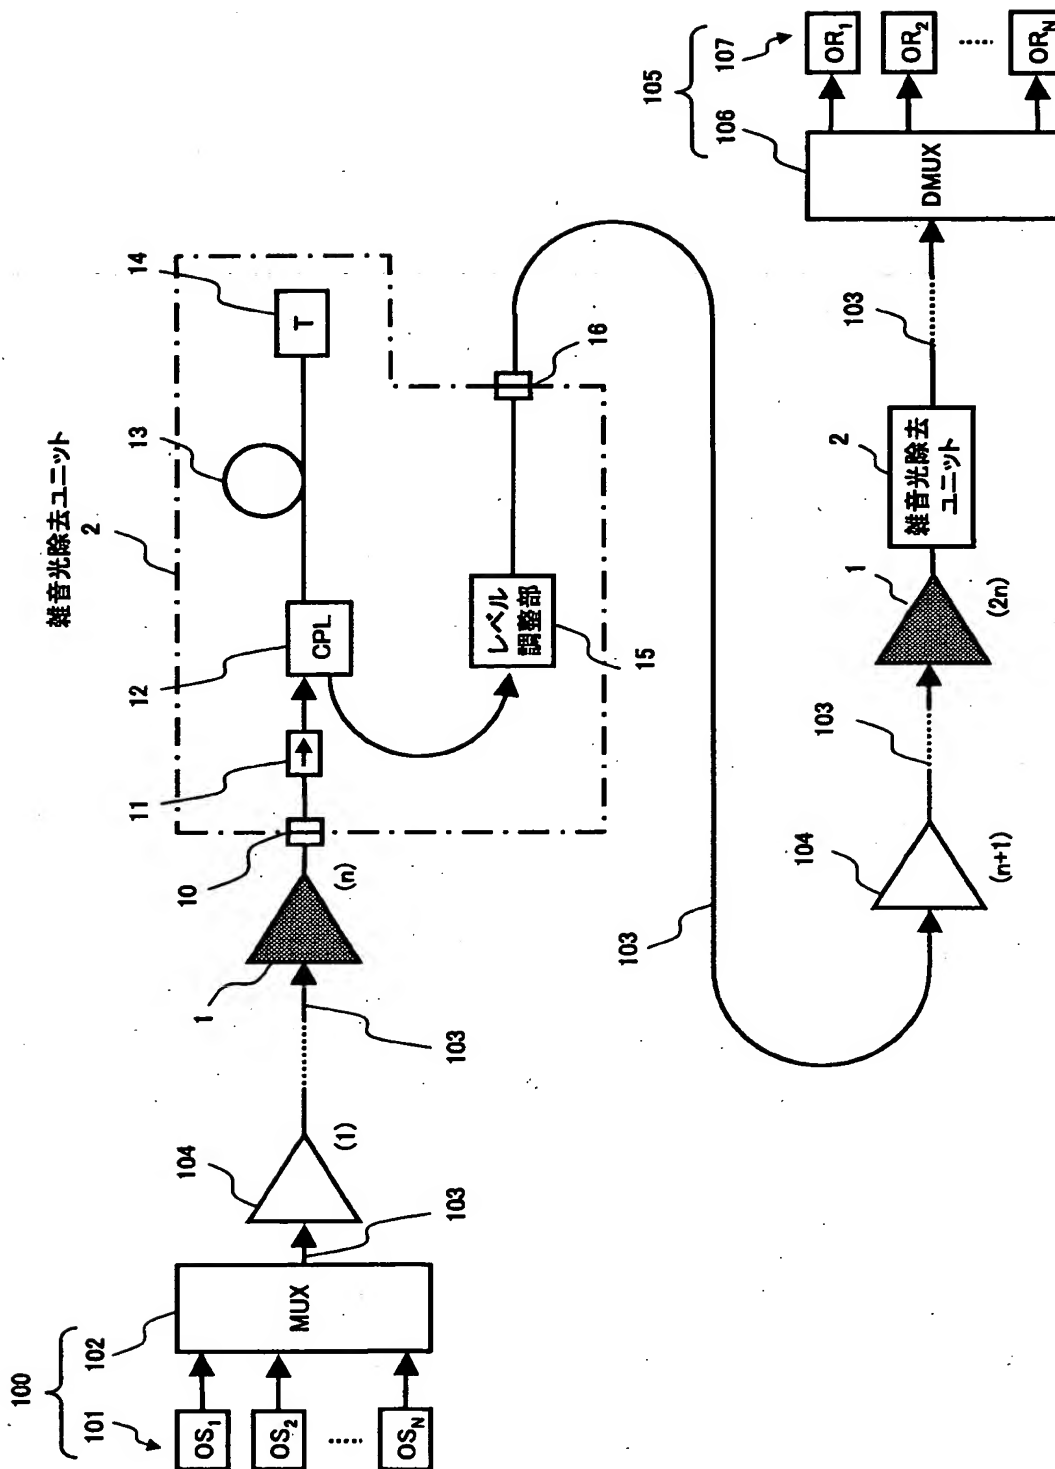 雑音光除去ユニット
2
100
101
102
OS1
OS2
......
OSN
MUX
103
104
(1)
103
1
(n)
10
11
12
CPL
13
14
T
レベル
調整部
15
16
103
104
(n+1)
103
1
(2n)
2
雑音光除去
ユニット
103
105
106
107
DMUX
OR1
OR2
......
ORN